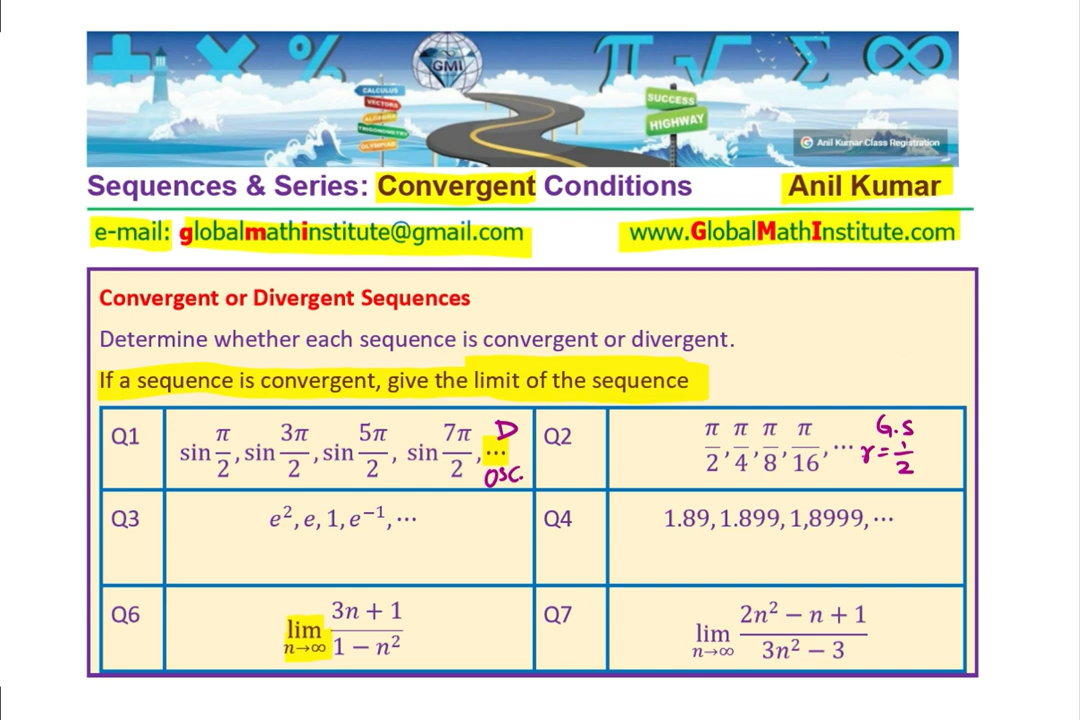 + × % π √ Σ ∞
GMI
CALCULUS
VECTORS
ALGEBRA
TRIGONOMETRY
OLYMPIAD
SUCCESS
HIGHWAY
G Anil Kumar Class Registration
Sequences & Series: Convergent Conditions Anil Kumar
e-mail: globalmathinstitute@gmail.com www.GlobalMathInstitute.com
Convergent or Divergent Sequences
Determine whether each sequence is convergent or divergent.
If a sequence is convergent, give the limit of the sequence
Q1 sin π/2, sin 3π/2, sin 5π/2, sin 7π/2, ... D OSC.
Q2 π/2, π/4, π/8, π/16, ... G.S r = 1/2
Q3 e², e, 1, e⁻¹, ...
Q4 1.89, 1.899, 1,8999, ...
Q6 lim n→∞ (3n + 1)/(1 − n²)
Q7 lim n→∞ (2n² − n + 1)/(3n² − 3)